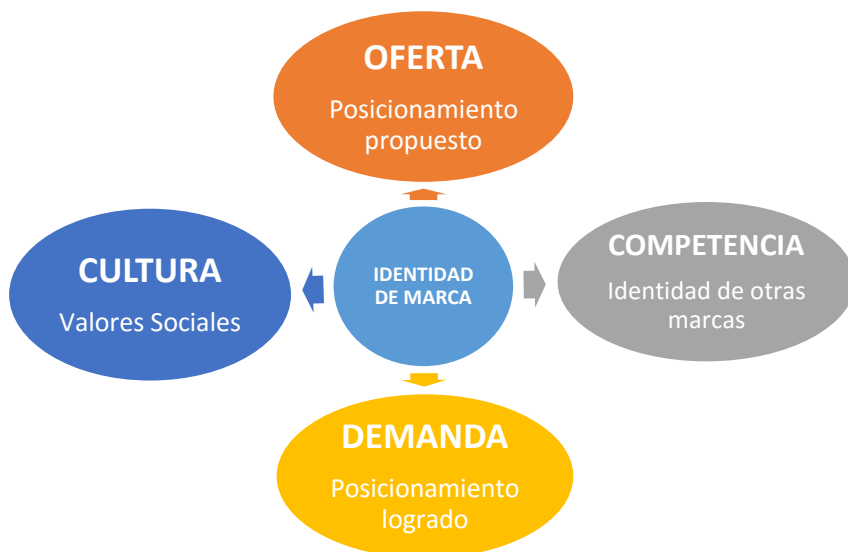 OFERTA
Posicionamiento
propuesto
CULTURA
Valores Sociales
IDENTIDAD
DE MARCA
COMPETENCIA
Identidad de otras
marcas
DEMANDA
Posicionamiento
logrado